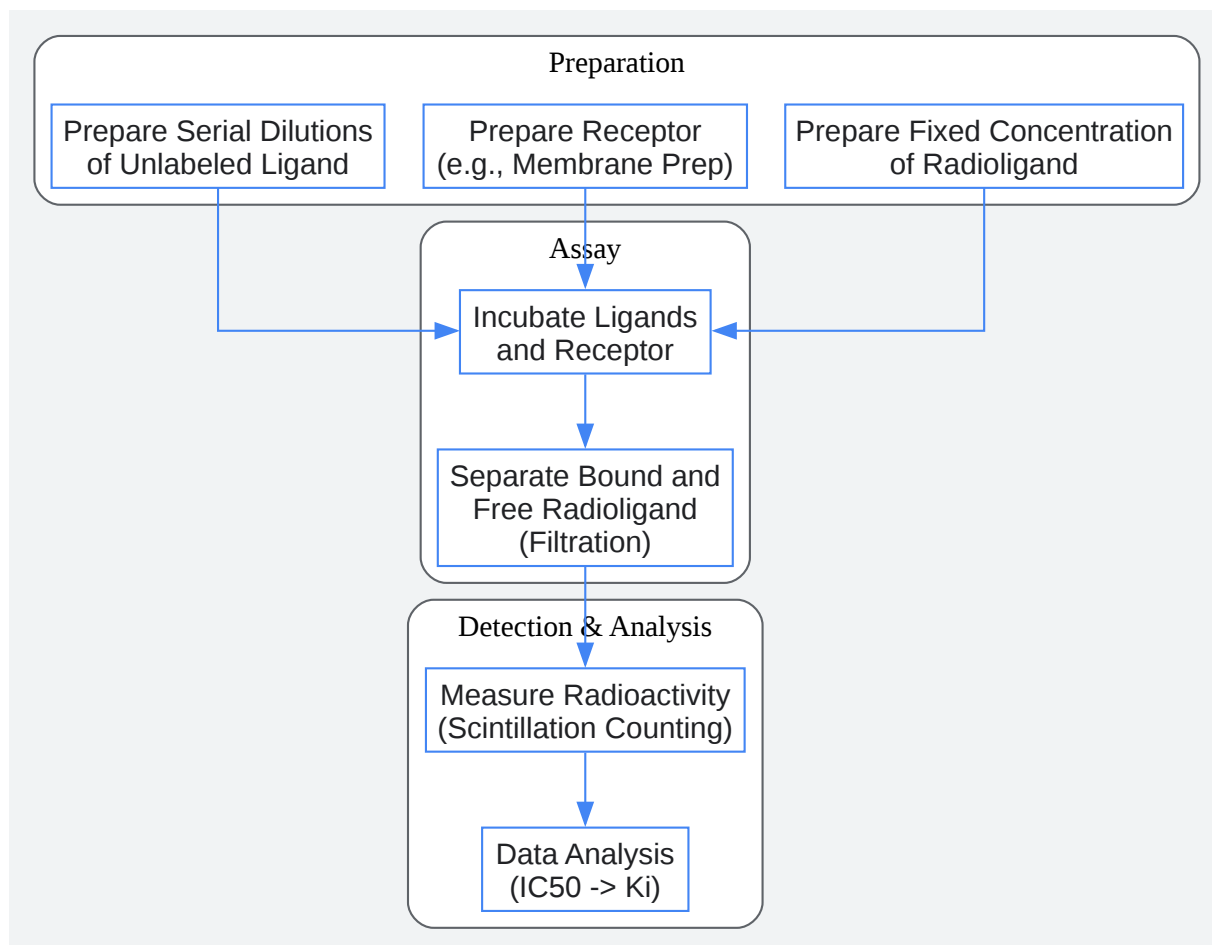 Preparation
Prepare Serial Dilutions
of Unlabeled Ligand
Prepare Receptor
(e.g., Membrane Prep)
Prepare Fixed Concentration
of Radioligand
Assay
Incubate Ligands
and Receptor
Separate Bound and
Free Radioligand
(Filtration)
Detection & Analysis
Measure Radioactivity
(Scintillation Counting)
Data Analysis
(IC50 -> Ki)